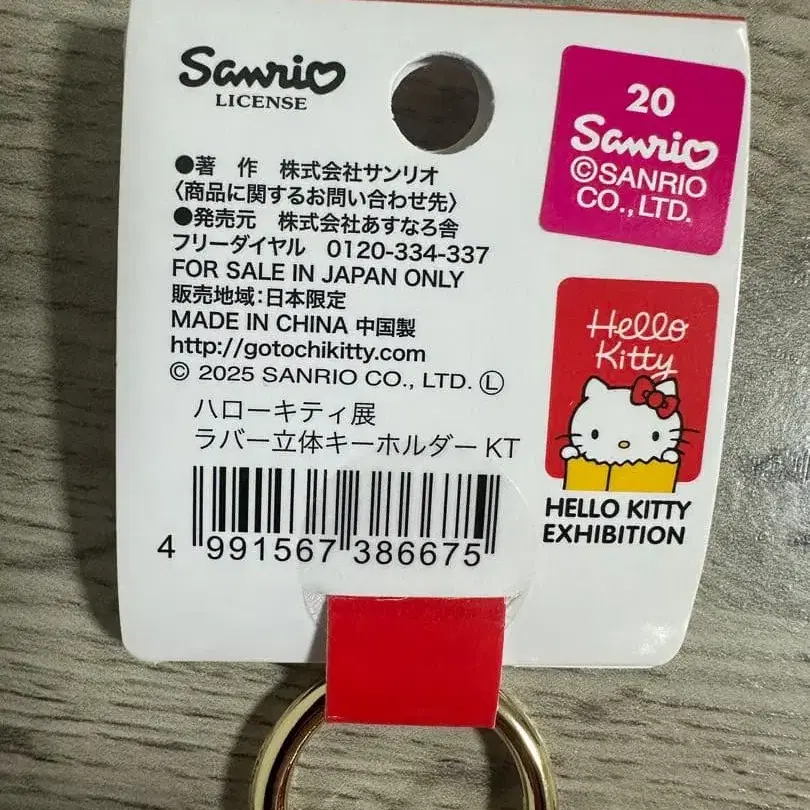 Sanrio
LICENSE
●著 作 株式会社サンリオ
〈商品に関するお問い合わせ先〉
●発売元 株式会社あすなろ舎
フリーダイヤル 0120-334-337
FOR SALE IN JAPAN ONLY
販売地域:日本限定
MADE IN CHINA 中国製
http://gotochikitty.com
© 2025 SANRIO CO., LTD. Ⓛ
ハローキティ展
ラバー立体キーホルダー KT
4 991567 386675
20
Sanrio
©SANRIO
CO., LTD.
Hello
Kitty
HELLO KITTY
EXHIBITION